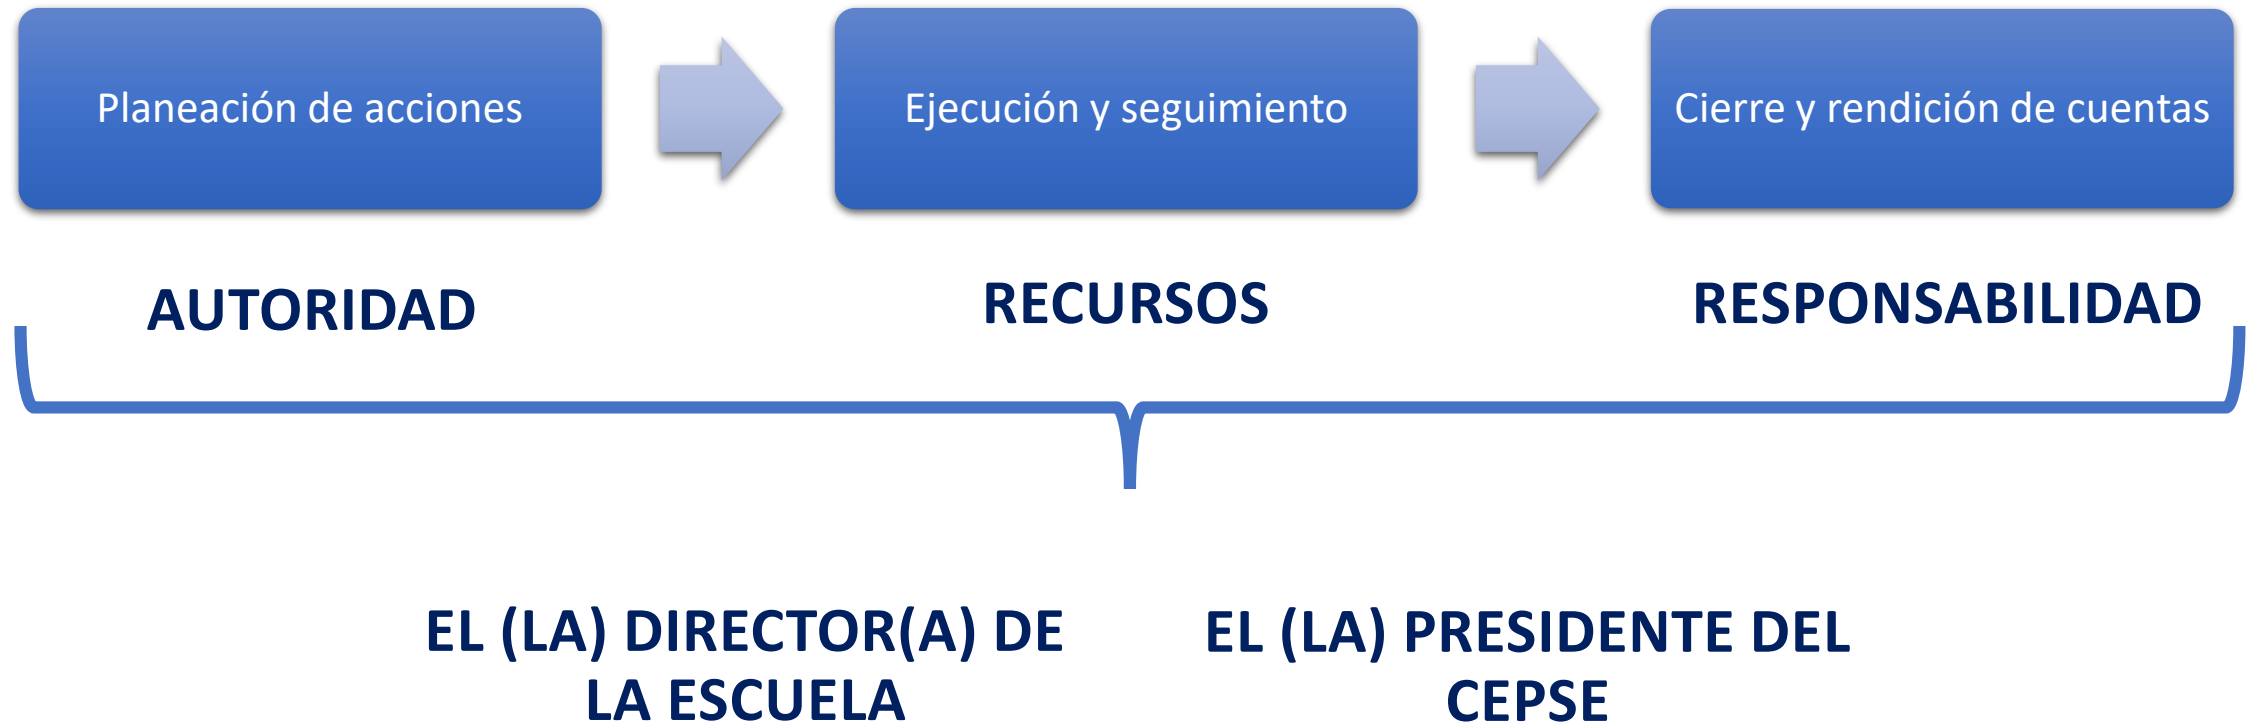 Planeación de acciones
Ejecución y seguimiento
Cierre y rendición de cuentas
AUTORIDAD
RECURSOS
RESPONSABILIDAD
EL (LA) DIRECTOR(A) DE
LA ESCUELA
EL (LA) PRESIDENTE DEL
CEPSE